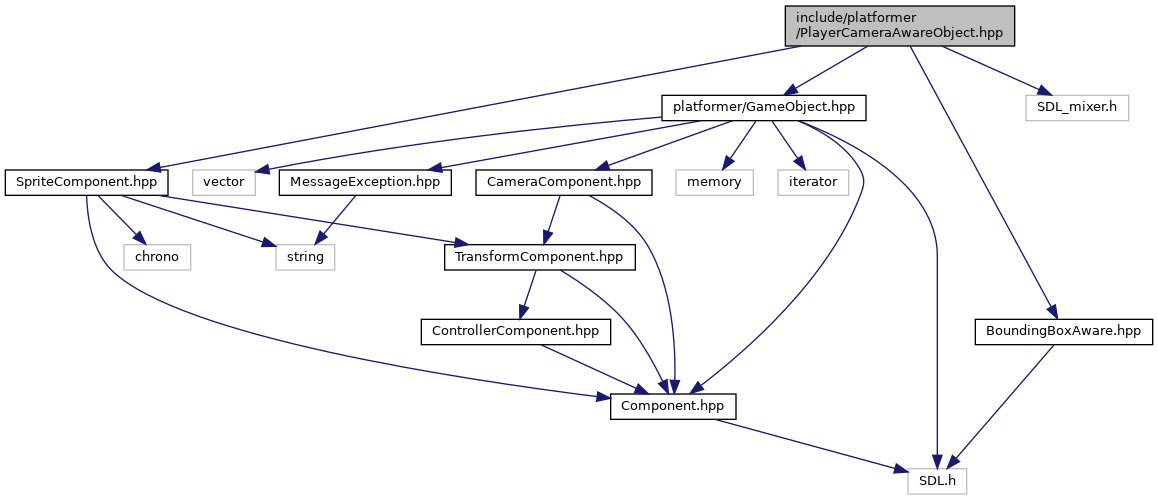 include/platformer
/PlayerCameraAwareObject.hpp
platformer/GameObject.hpp
SDL_mixer.h
SpriteComponent.hpp
vector
MessageException.hpp
CameraComponent.hpp
memory
iterator
chrono
string
TransformComponent.hpp
ControllerComponent.hpp
BoundingBoxAware.hpp
Component.hpp
SDL.h